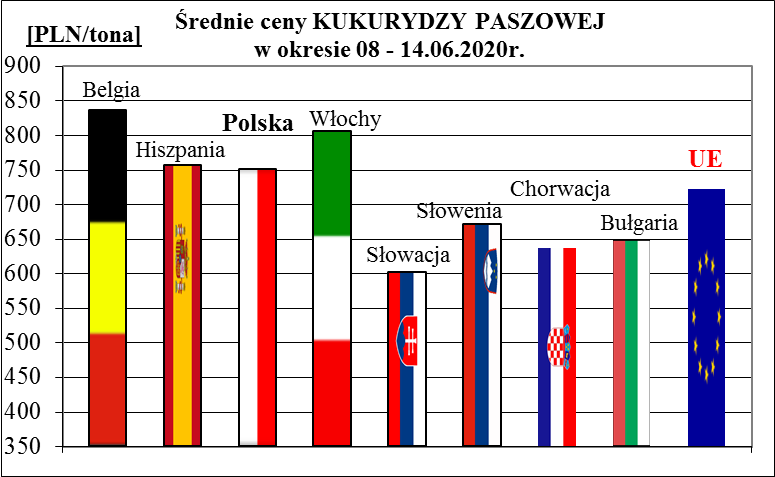 Średnie ceny KUKURYDZY PASZOWEJ
w okresie 08 - 14.06.2020r.
[PLN/tona]
900
850
800
750
700
650
600
550
500
450
400
350
Belgia
Hiszpania
Polska
Włochy
Słowacja
Słowenia
Chorwacja
Bułgaria
UE